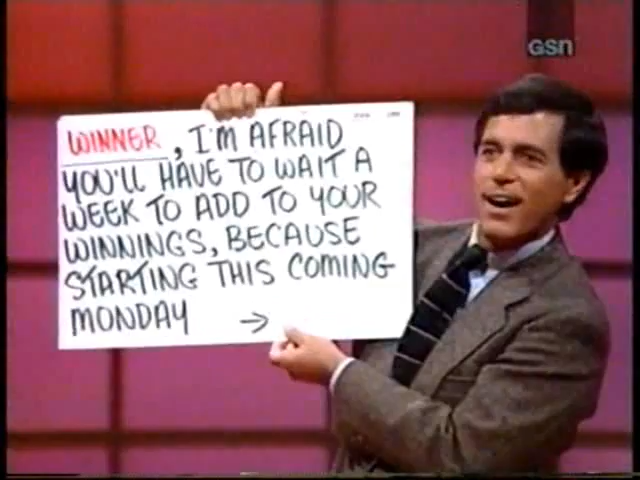 GSN
WINNER, I'M AFRAID
YOU'LL HAVE TO WAIT A
WEEK TO ADD TO YOUR
WINNINGS, BECAUSE
STARTING THIS COMING
MONDAY →